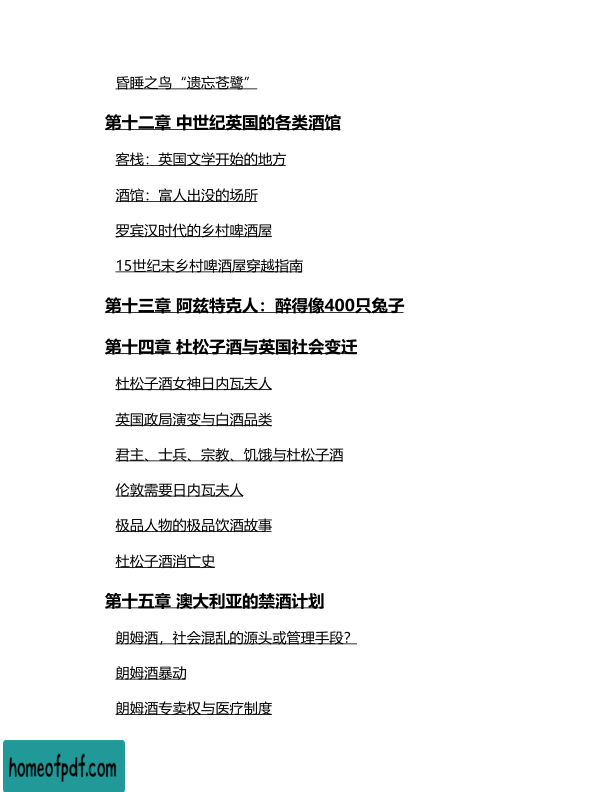 昏睡之鸟“遗忘苍鹭”
第十二章 中世纪英国的各类酒馆
客栈：英国文学开始的地方
酒馆：富人出没的场所
罗宾汉时代的乡村啤酒屋
15世纪末乡村啤酒屋穿越指南
第十三章 阿兹特克人：醉得像400只兔子
第十四章 杜松子酒与英国社会变迁
杜松子酒女神日内瓦夫人
英国政局演变与白酒品类
君主、士兵、宗教、饥饿与杜松子酒
伦敦需要日内瓦夫人
极品人物的极品饮酒故事
杜松子酒消亡史
第十五章 澳大利亚的禁酒计划
朗姆酒，社会混乱的源头或管理手段？
朗姆酒暴动
朗姆酒专卖权与医疗制度
homeofpdf.com